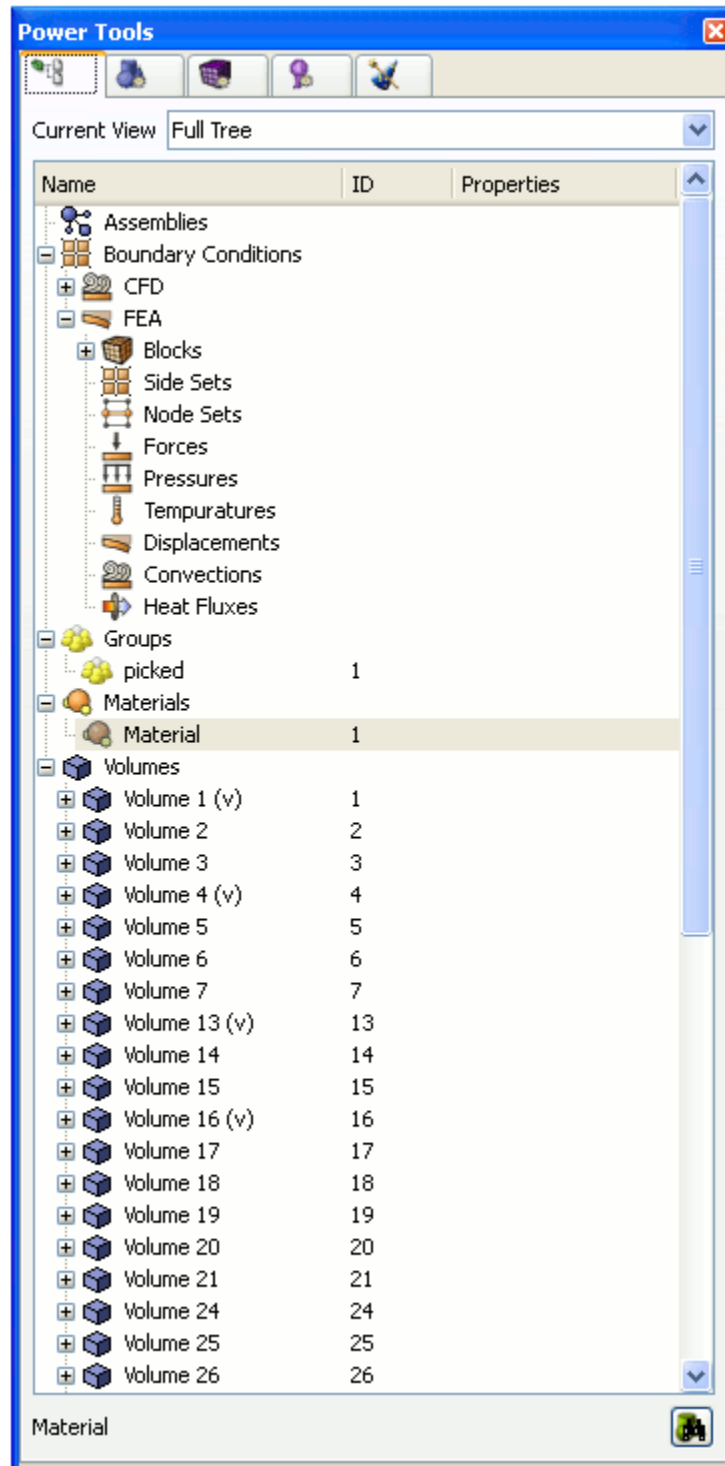 Power Tools
Current View Full Tree
Name ID Properties
Assemblies
Boundary Conditions
CFD
FEA
Blocks
Side Sets
Node Sets
Forces
Pressures
Tempuratures
Displacements
Convections
Heat Fluxes
Groups
picked 1
Materials
Material 1
Volumes
Volume 1 (v) 1
Volume 2 2
Volume 3 3
Volume 4 (v) 4
Volume 5 5
Volume 6 6
Volume 7 7
Volume 13 (v) 13
Volume 14 14
Volume 15 15
Volume 16 (v) 16
Volume 17 17
Volume 18 18
Volume 19 19
Volume 20 20
Volume 21 21
Volume 24 24
Volume 25 25
Volume 26 26
Material